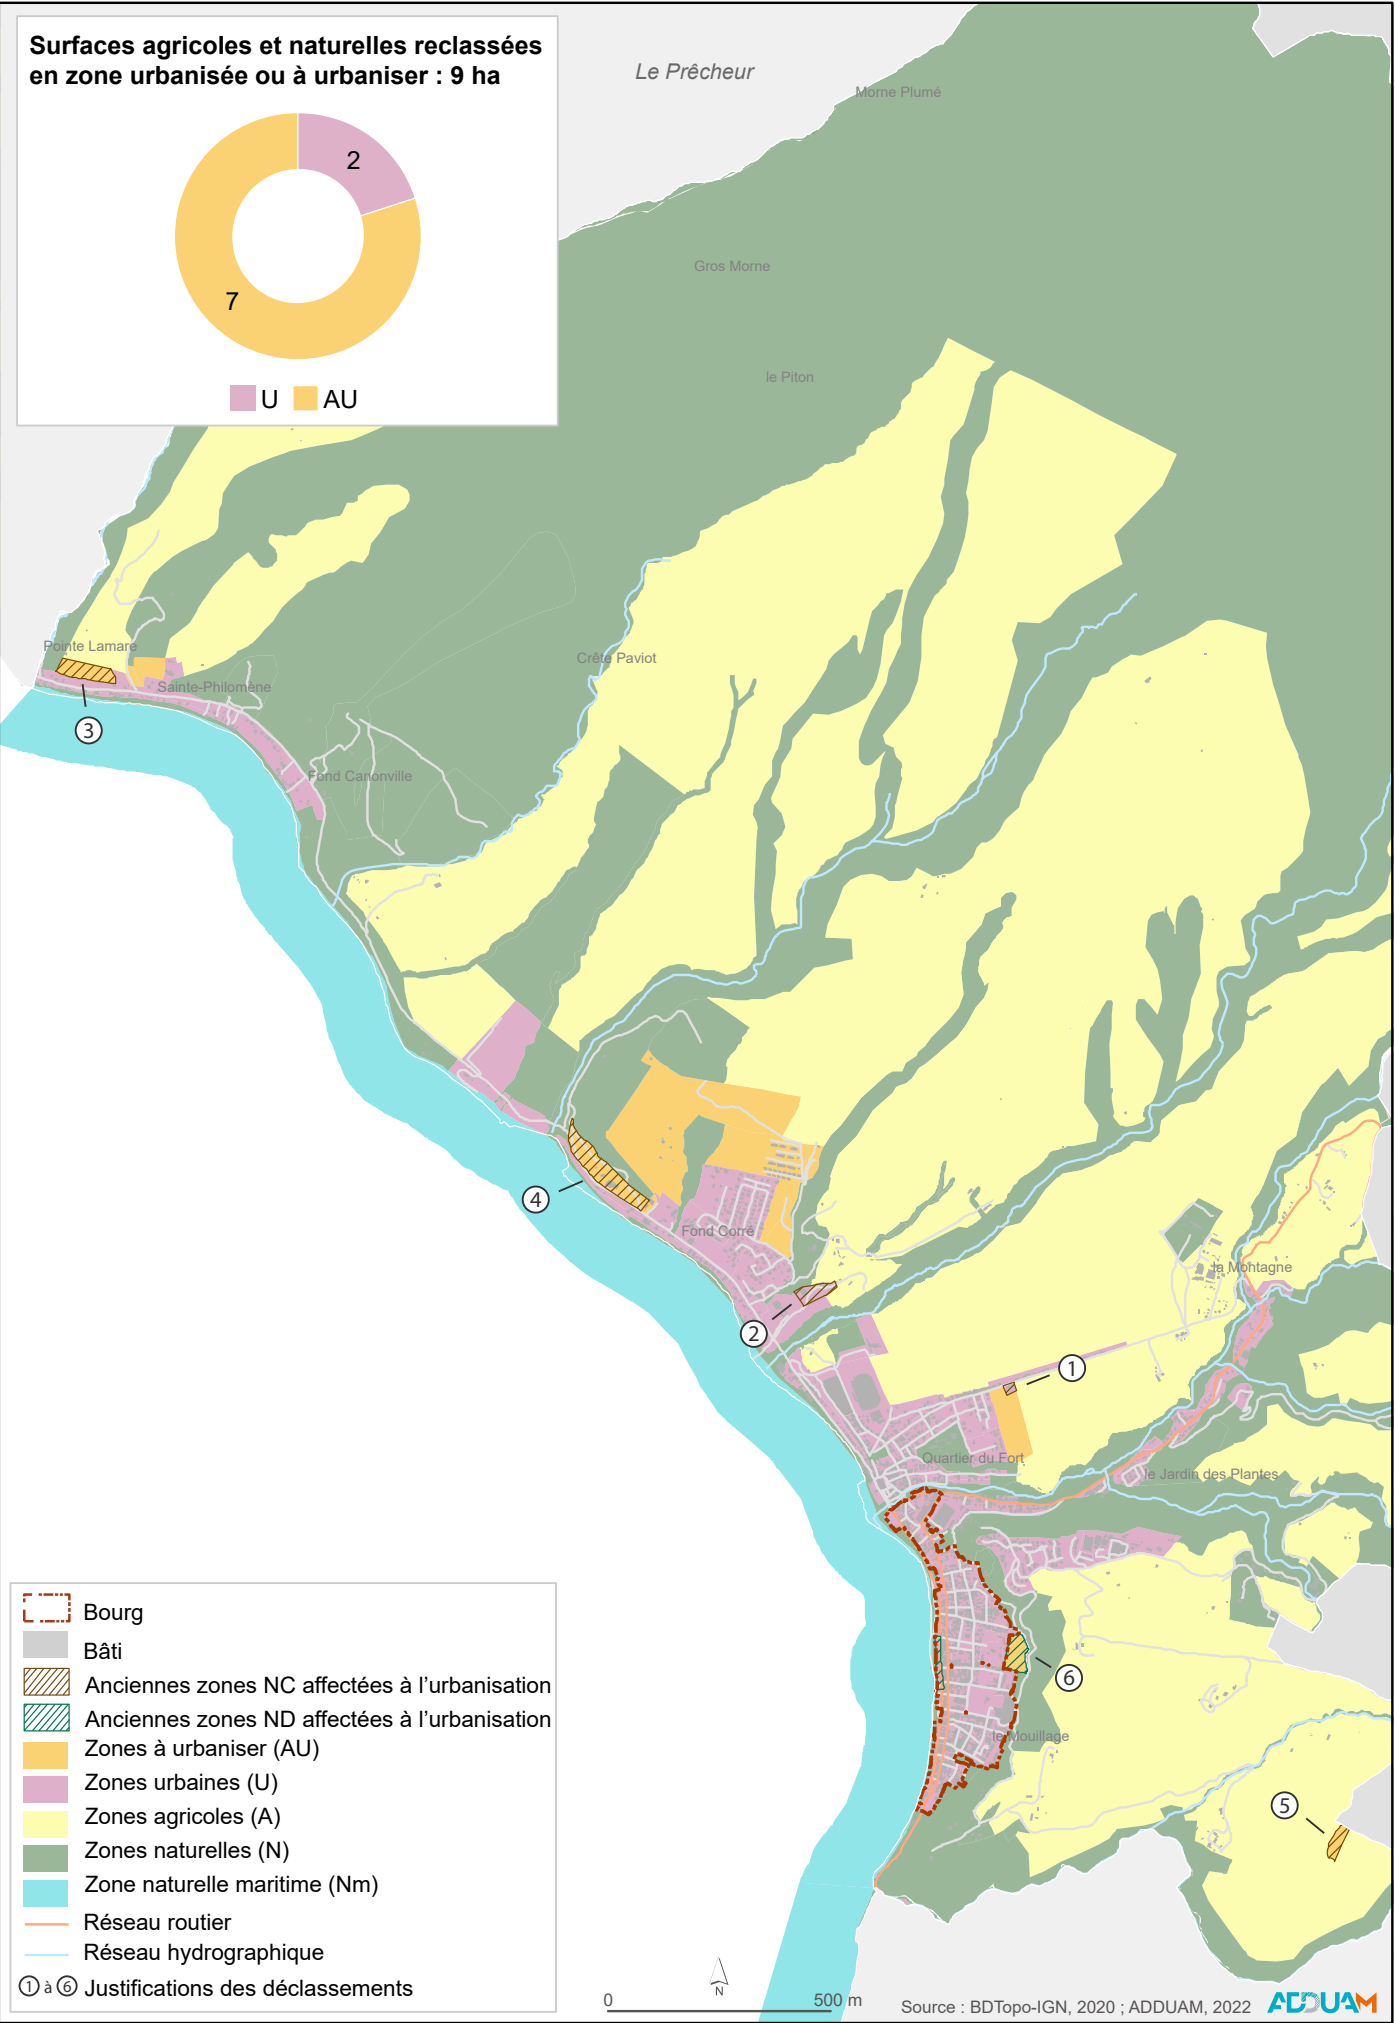 Surfaces agricoles et naturelles reclassées
en zone urbanisée ou à urbaniser : 9 ha
2
7
U
AU
Le Prêcheur
Morne Plumé
Gros Morne
le Piton
Pointe Lamare
Sainte-Philomène
3
Crête Paviot
Fond Canonville
4
Fond Corré
2
la Montagne
1
Quartier du Fort
le Jardin des Plantes
6
le Mouillage
5
Bourg
Bâti
Anciennes zones NC affectées à l'urbanisation
Anciennes zones ND affectées à l'urbanisation
Zones à urbaniser (AU)
Zones urbaines (U)
Zones agricoles (A)
Zones naturelles (N)
Zone naturelle maritime (Nm)
Réseau routier
Réseau hydrographique
① à ⑥ Justifications des déclassements
N
0 500 m
Source : BDTopo-IGN, 2020 ; ADDUAM, 2022
ADDUAM